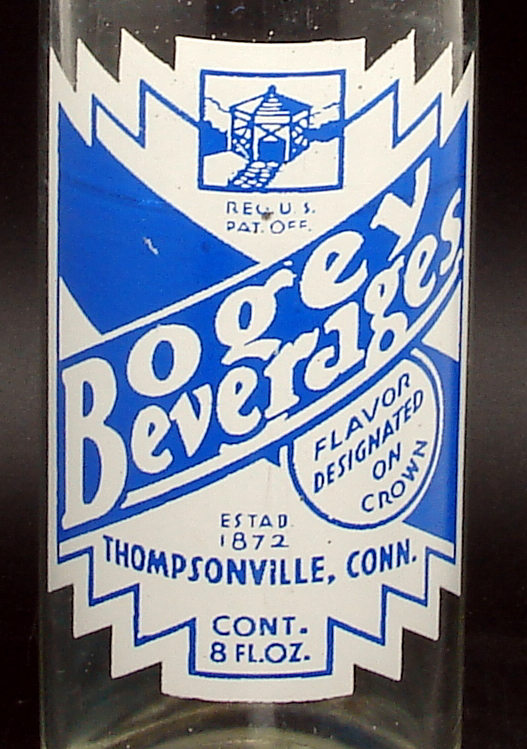 REG. U. S.
PAT. OFF.
Bogey
Beverages
FLAVOR
DESIGNATED
ON
CROWN
ESTAB.
1872
THOMPSONVILLE, CONN.
CONT.
8 FL.OZ.